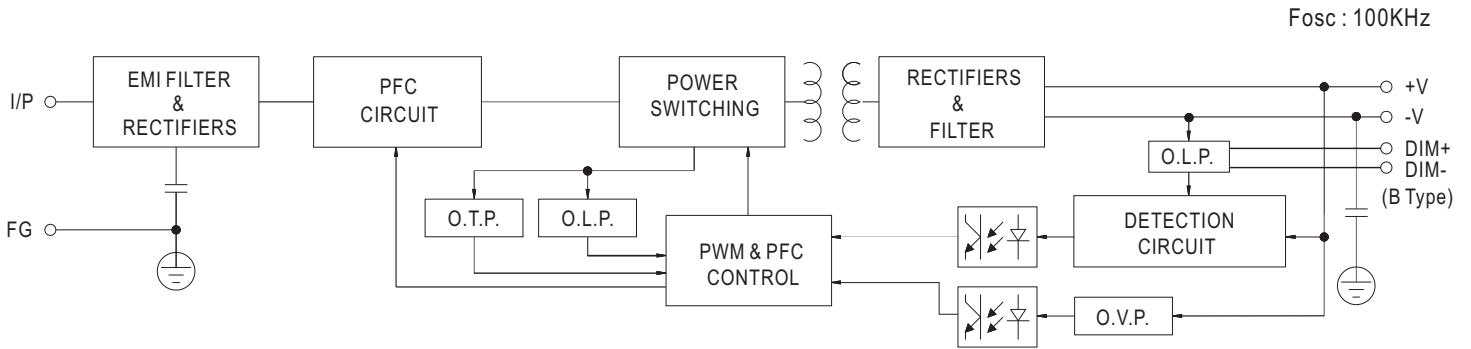 Fosc : 100KHz
I/P
EMI FILTER
&
RECTIFIERS
PFC
CIRCUIT
POWER
SWITCHING
RECTIFIERS
&
FILTER
+V
-V
O.L.P.
DIM+
DIM-
(B Type)
FG
O.T.P.
O.L.P.
PWM & PFC
CONTROL
DETECTION
CIRCUIT
O.V.P.